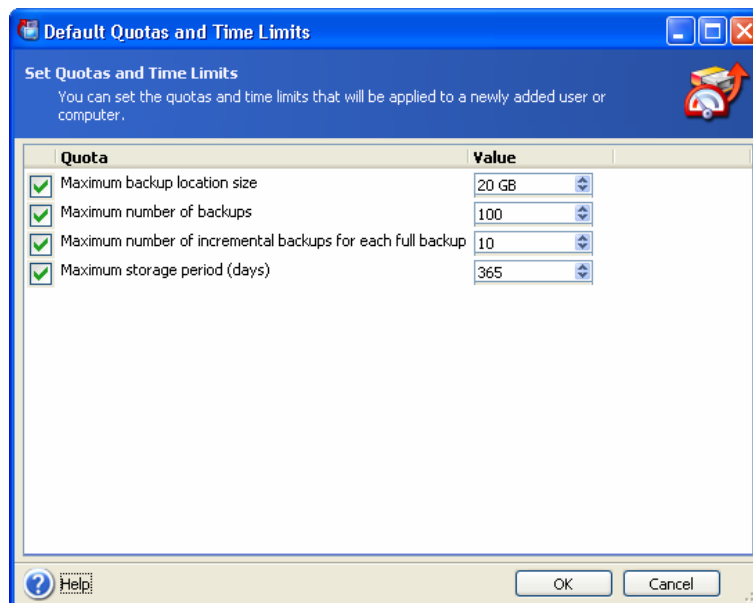 Default Quotas and Time Limits
Set Quotas and Time Limits
You can set the quotas and time limits that will be applied to a newly added user or
computer.
Quota Value
Maximum backup location size 20 GB
Maximum number of backups 100
Maximum number of incremental backups for each full backup 10
Maximum storage period (days) 365
Help OK Cancel